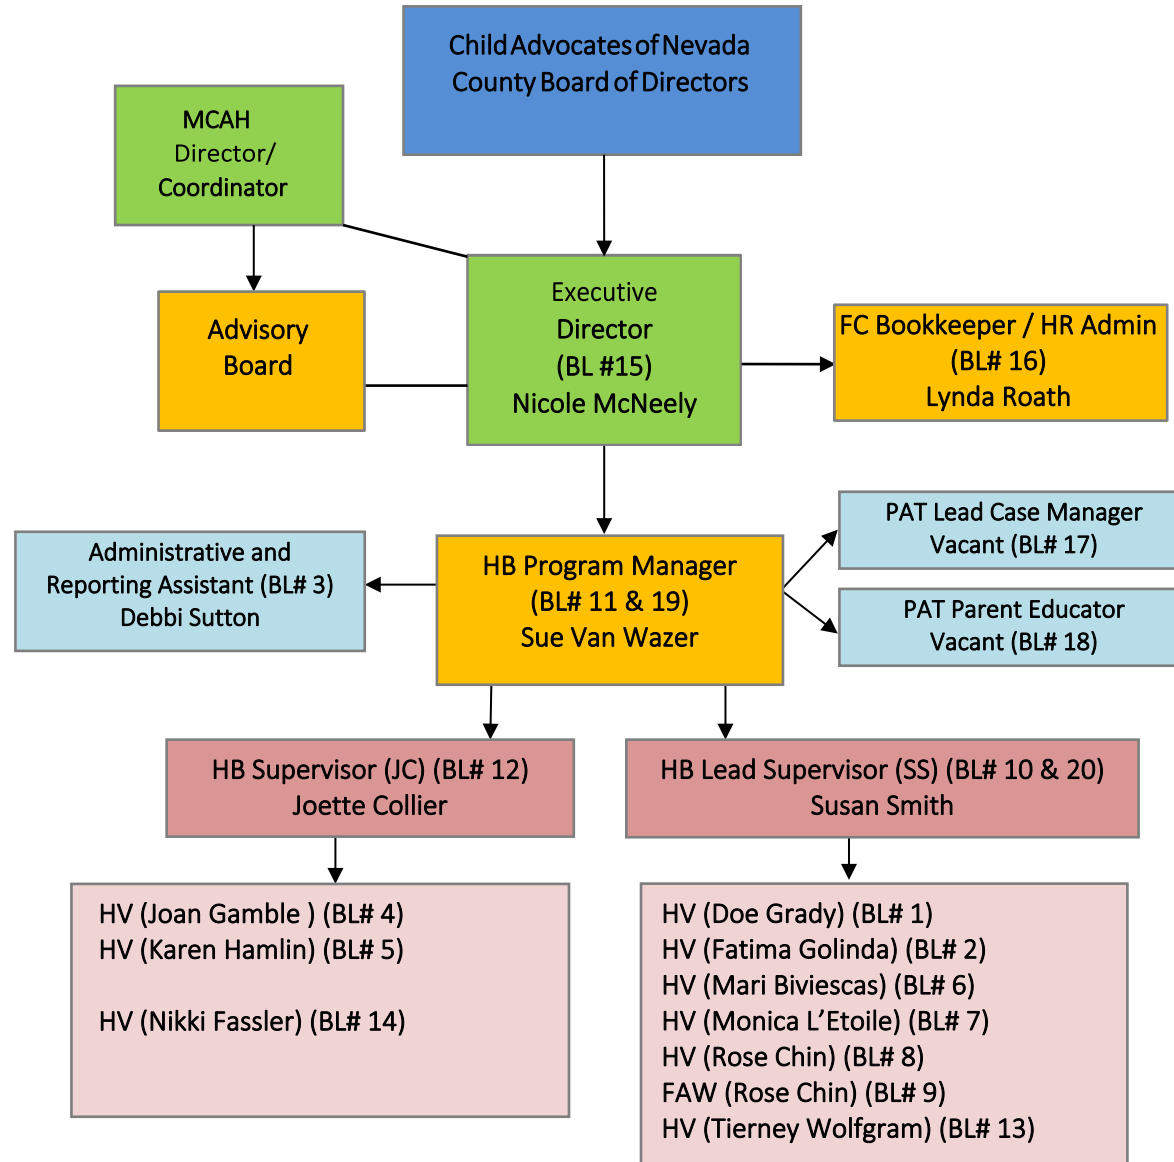 Child Advocates of Nevada
County Board of Directors
MCAH
Director/
Coordinator
Executive
Director
(BL #15)
Nicole McNeely
Advisory
Board
FC Bookkeeper / HR Admin
(BL# 16)
Lynda Roath
PAT Lead Case Manager
Vacant (BL# 17)
Administrative and
Reporting Assistant (BL# 3)
Debbi Sutton
HB Program Manager
(BL# 11 & 19)
Sue Van Wazer
PAT Parent Educator
Vacant (BL# 18)
HB Supervisor (JC) (BL# 12)
Joette Collier
HB Lead Supervisor (SS) (BL# 10 & 20)
Susan Smith
HV (Joan Gamble ) (BL# 4)
HV (Karen Hamlin) (BL# 5)
HV (Nikki Fassler) (BL# 14)
HV (Doe Grady) (BL# 1)
HV (Fatima Golinda) (BL# 2)
HV (Mari Biviescas) (BL# 6)
HV (Monica L’Etoile) (BL# 7)
HV (Rose Chin) (BL# 8)
FAW (Rose Chin) (BL# 9)
HV (Tierney Wolfgram) (BL# 13)